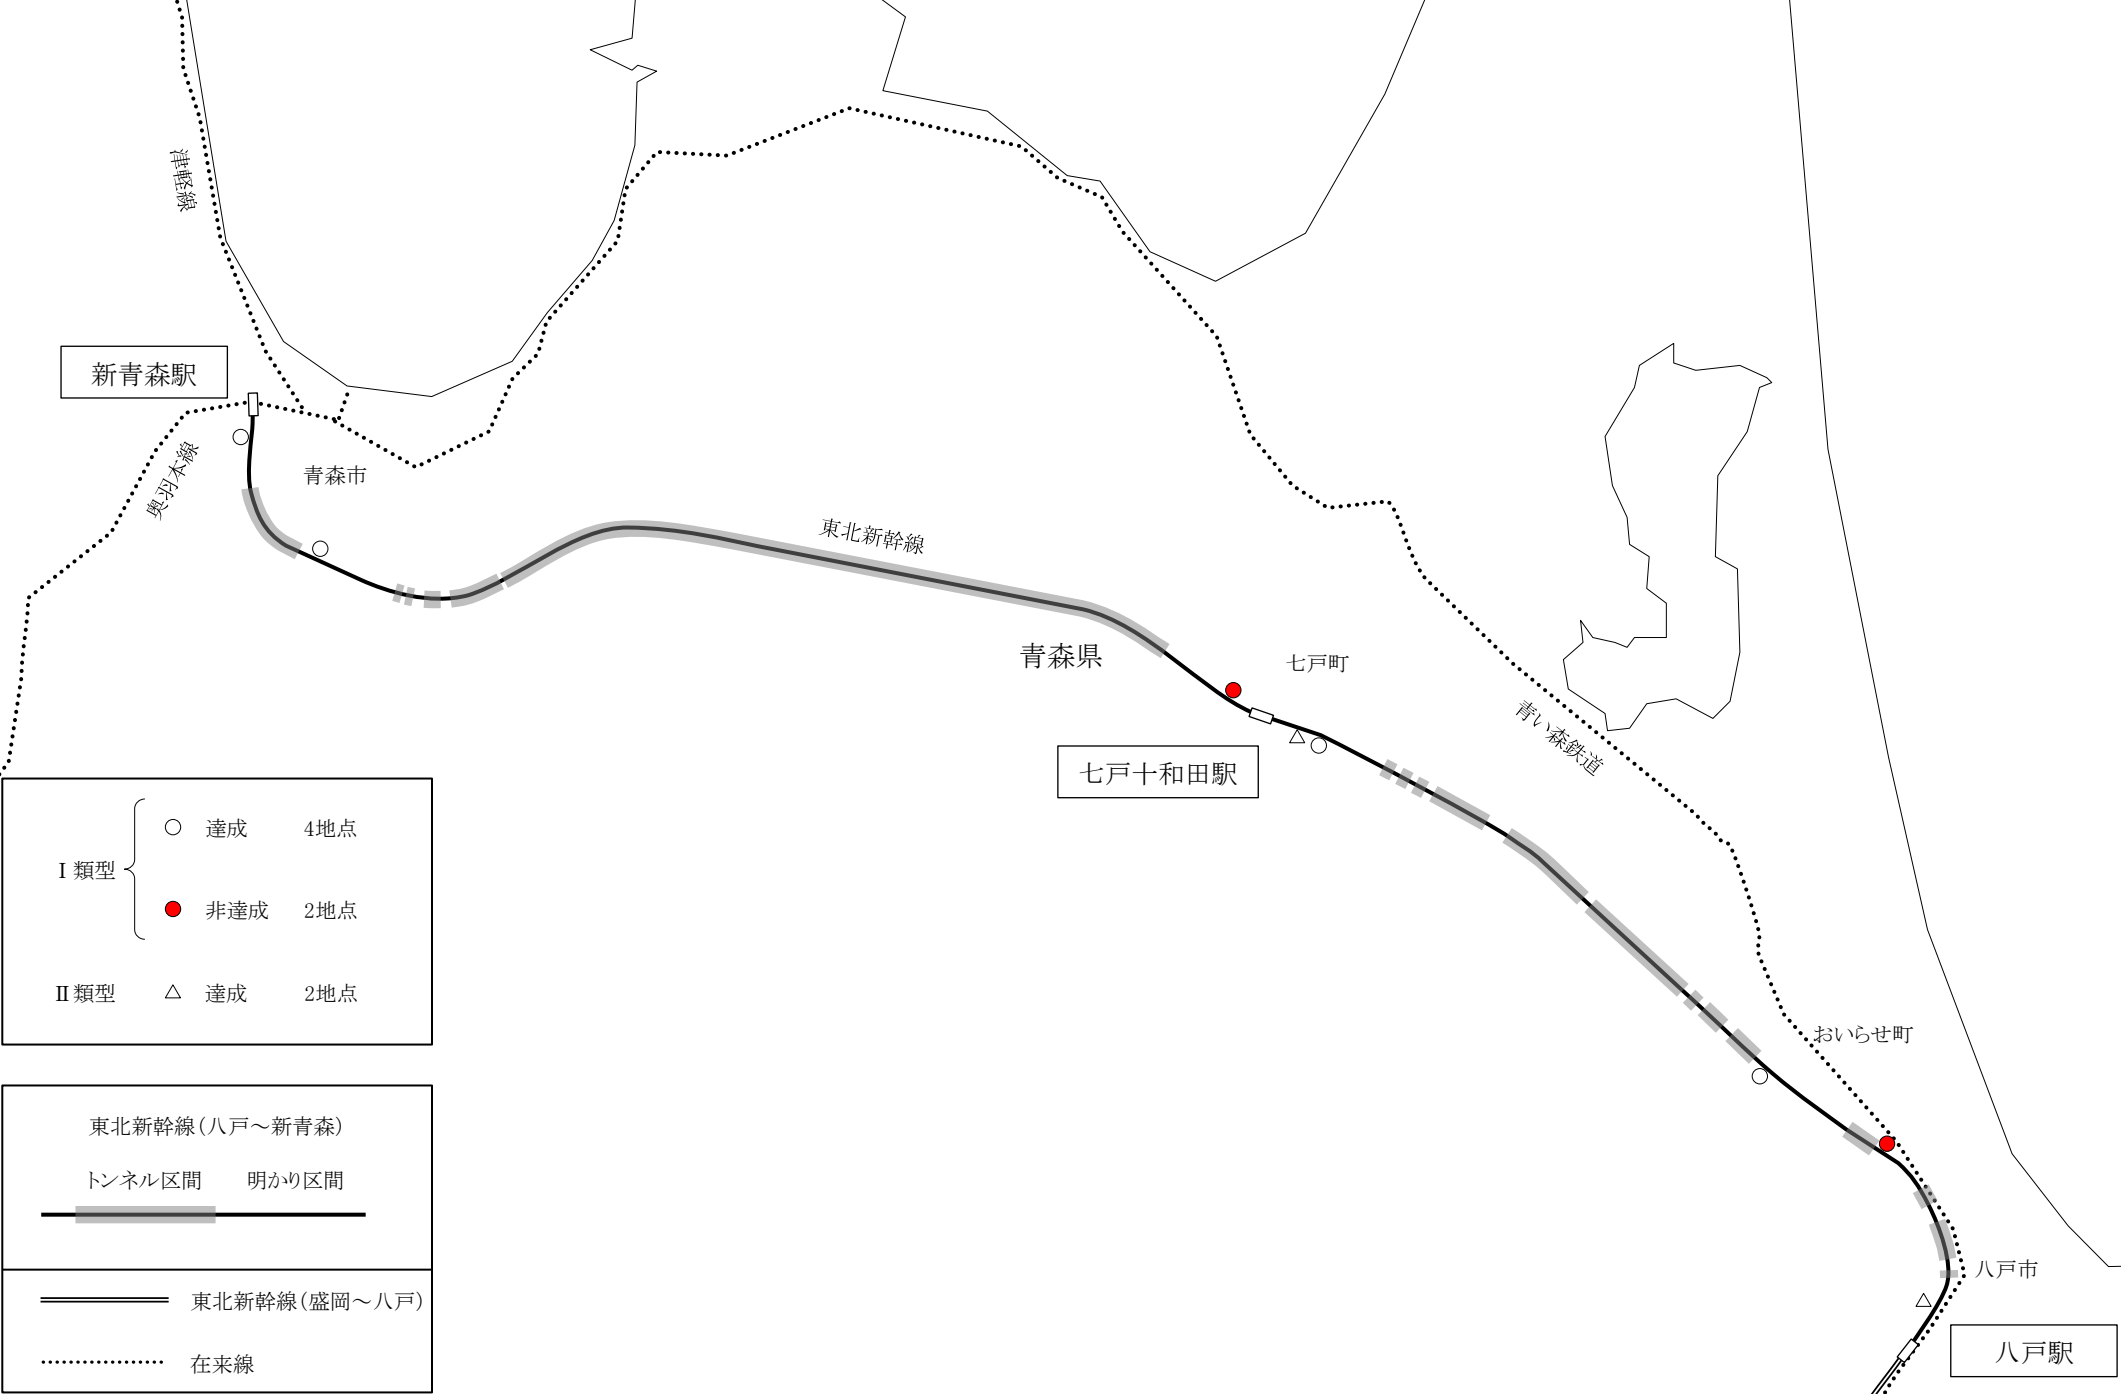 津軽線
新青森駅
奥羽本線
青森市
東北新幹線
青森県
七戸町
七戸十和田駅
青い森鉄道
おいらせ町
八戸市
八戸駅
Ⅰ類型
○ 達成 4地点
● 非達成 2地点
Ⅱ類型 △ 達成 2地点
東北新幹線(八戸～新青森)
トンネル区間 明かり区間
東北新幹線(盛岡～八戸)
在来線